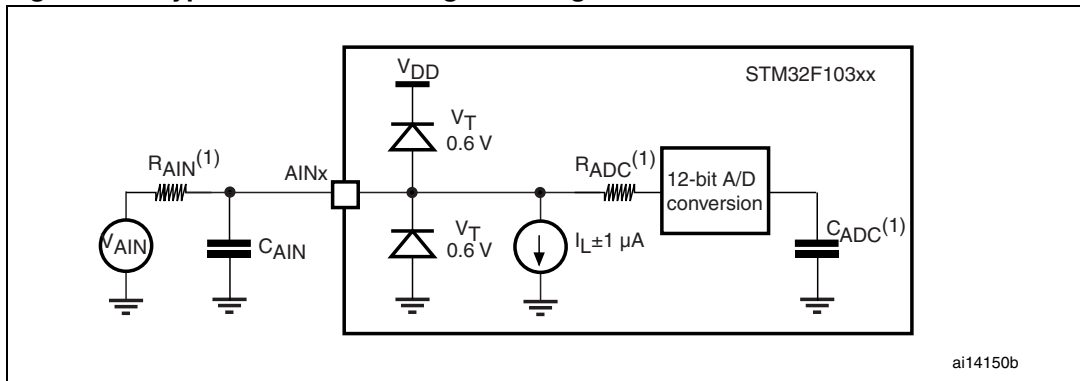 VDD
STM32F103xx
VT
0.6 V
RAIN(1)
AINx
RADC(1)
12-bit A/D
conversion
VAIN
CAIN
VT
0.6 V
IL±1 µA
CADC(1)
ai14150b